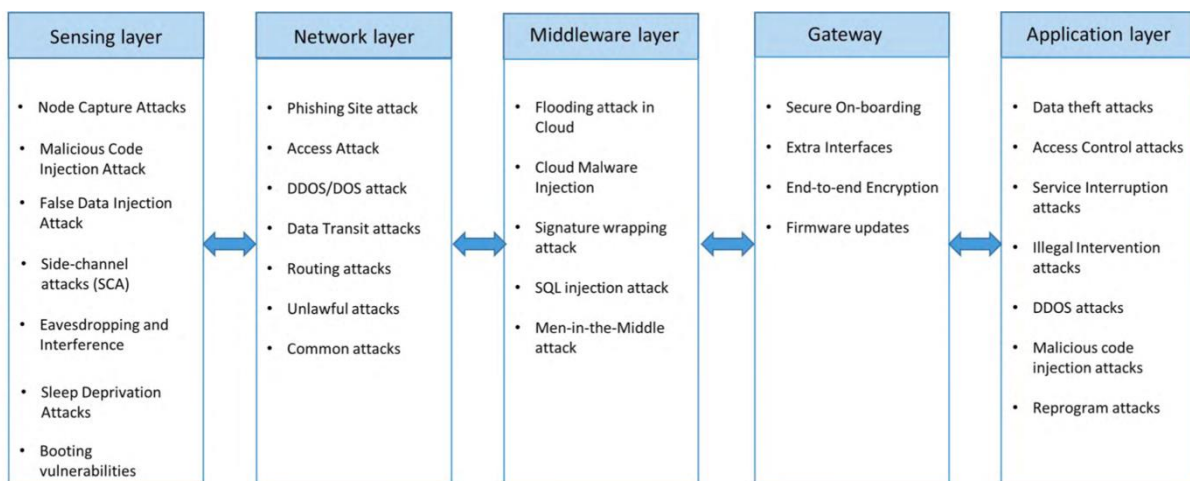 Sensing layer
• Node Capture Attacks
• Malicious Code
Injection Attack
• False Data Injection
Attack
• Side-channel
attacks (SCA)
• Eavesdropping and
Interference
• Sleep Deprivation
Attacks
• Booting
vulnerabilities
Network layer
• Phishing Site attack
• Access Attack
• DDOS/DOS attack
• Data Transit attacks
• Routing attacks
• Unlawful attacks
• Common attacks
Middleware layer
• Flooding attack in
Cloud
• Cloud Malware
Injection
• Signature wrapping
attack
• SQL injection attack
• Men-in-the-Middle
attack
Gateway
• Secure On-boarding
• Extra Interfaces
• End-to-end Encryption
• Firmware updates
Application layer
• Data theft attacks
• Access Control attacks
• Service Interruption
attacks
• Illegal Intervention
attacks
• DDOS attacks
• Malicious code
injection attacks
• Reprogram attacks